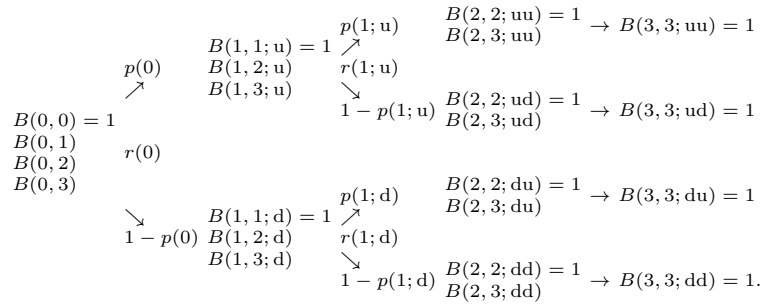 p(1; u) B(2, 2; uu) = 1
B(1, 1; u) = 1 ↗ B(2, 3; uu) → B(3, 3; uu) = 1
p(0) B(1, 2; u) r(1; u)
↗ B(1, 3; u) ↘
1 − p(1; u) B(2, 2; ud) = 1 → B(3, 3; ud) = 1
B(0, 0) = 1 B(2, 3; ud)
B(0, 1)
B(0, 2) r(0)
B(0, 3)
p(1; d) B(2, 2; du) = 1 → B(3, 3; du) = 1
↘ B(1, 1; d) = 1 ↗ B(2, 3; du)
1 − p(0) B(1, 2; d) r(1; d)
B(1, 3; d) ↘
1 − p(1; d) B(2, 2; dd) = 1 → B(3, 3; dd) = 1.
B(2, 3; dd)